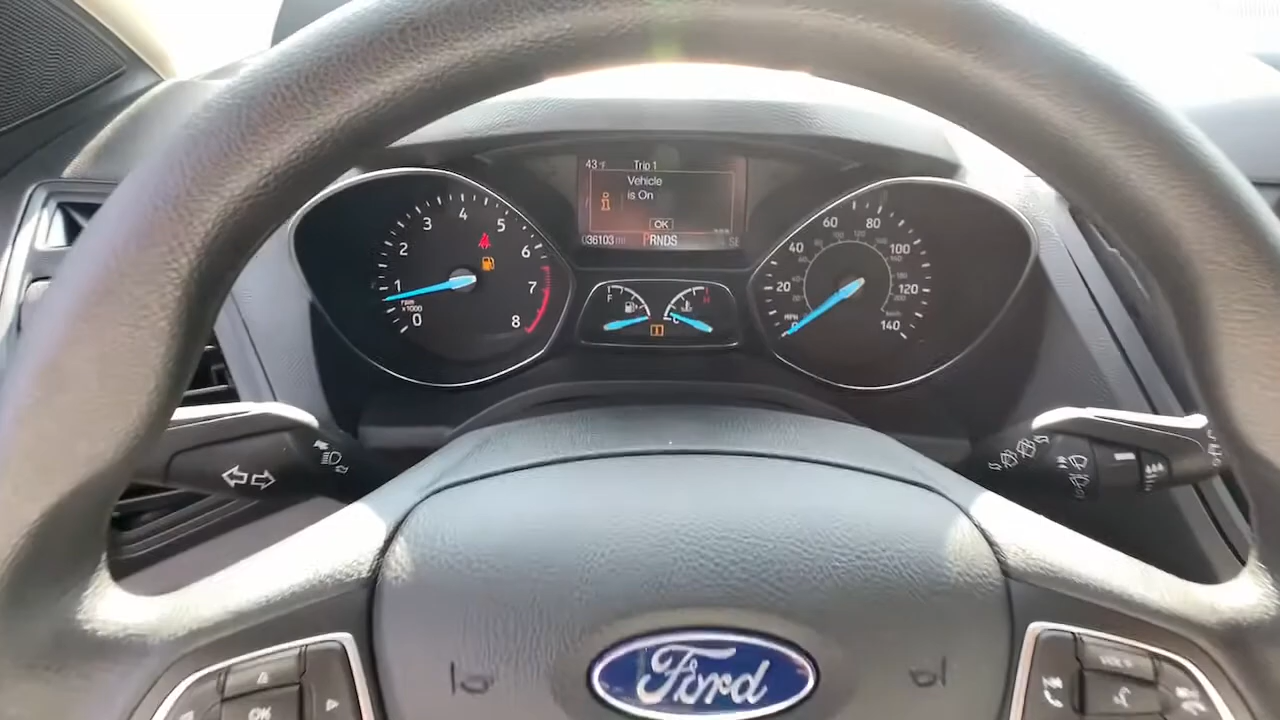 43°F Trip 1
Vehicle
is On
OK
036103 mi PRNDS
0 1 2 3 4 5 6 7 8
rpm
x1000
F
H
C
0 20 40 60 80 100 120 140
MPH
km/h
Ford
OK